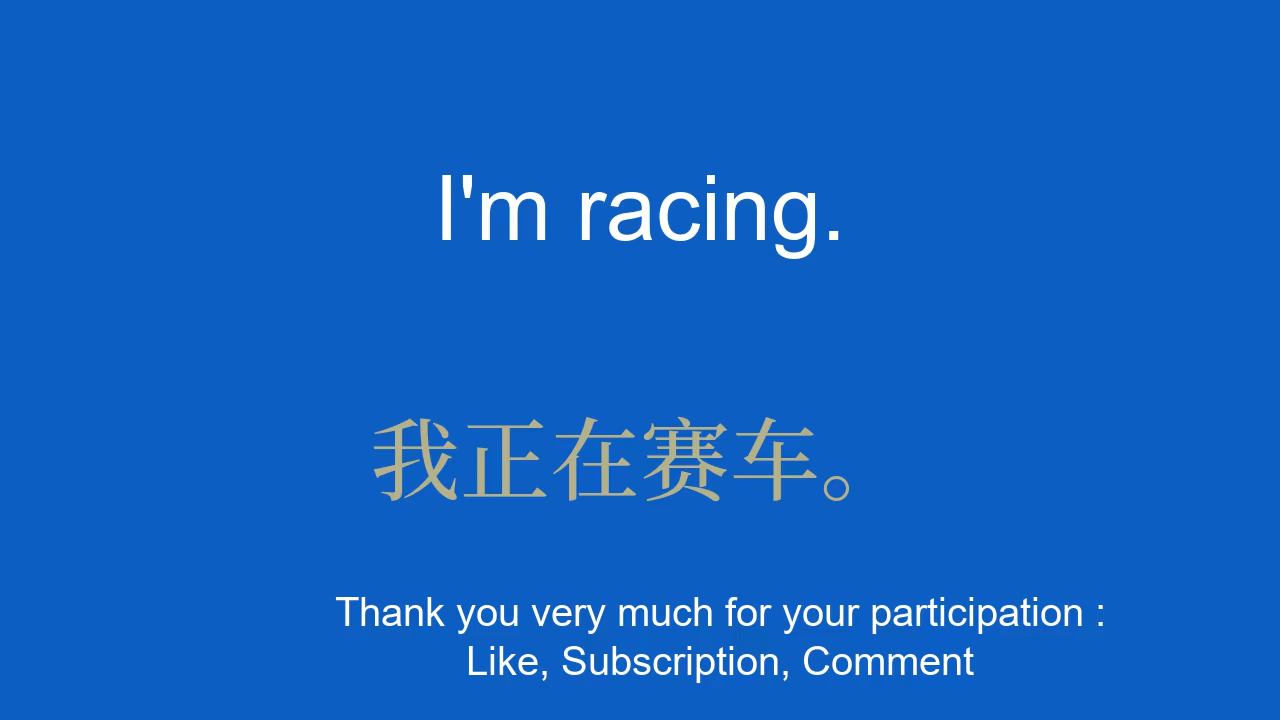 I'm racing.
我正在赛车。
Thank you very much for your participation :
Like, Subscription, Comment